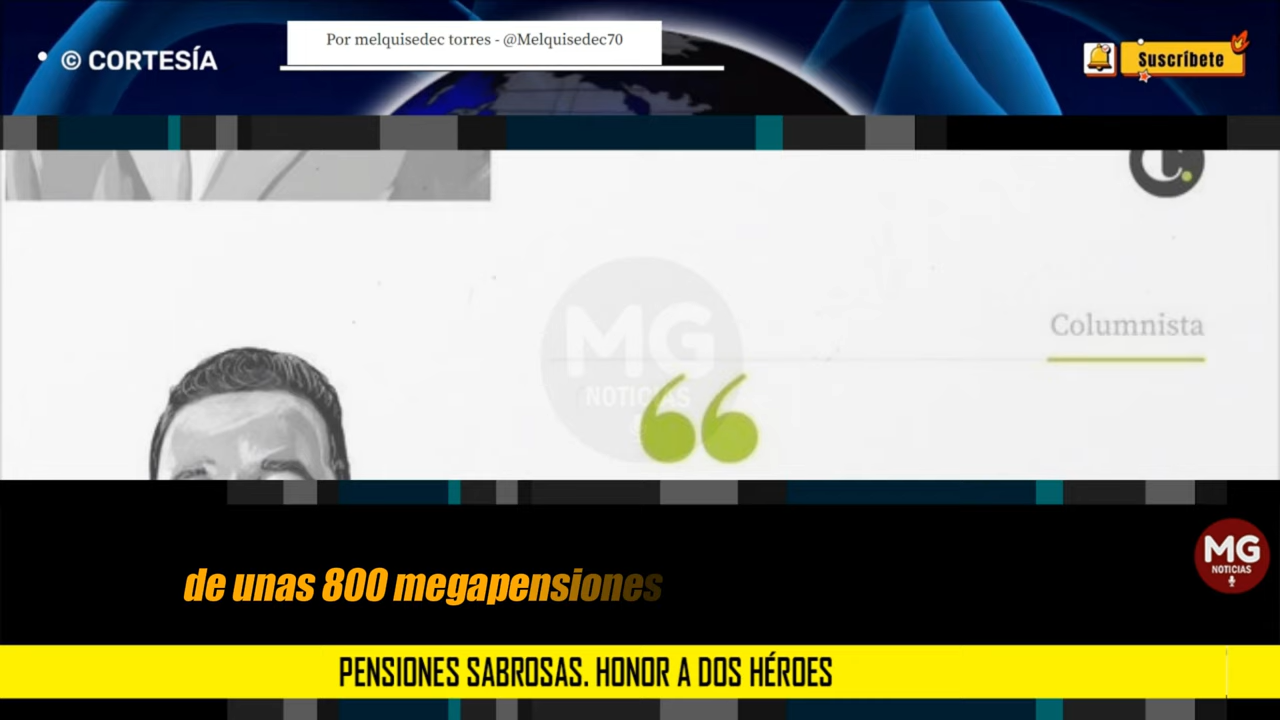 © CORTESÍA
Por melquisedec torres - @Melquisedec70
Suscríbete
Columnista
MG
NOTICIAS
de unas 800 megapensiones
MG
NOTICIAS
PENSIONES SABROSAS. HONOR A DOS HÉROES